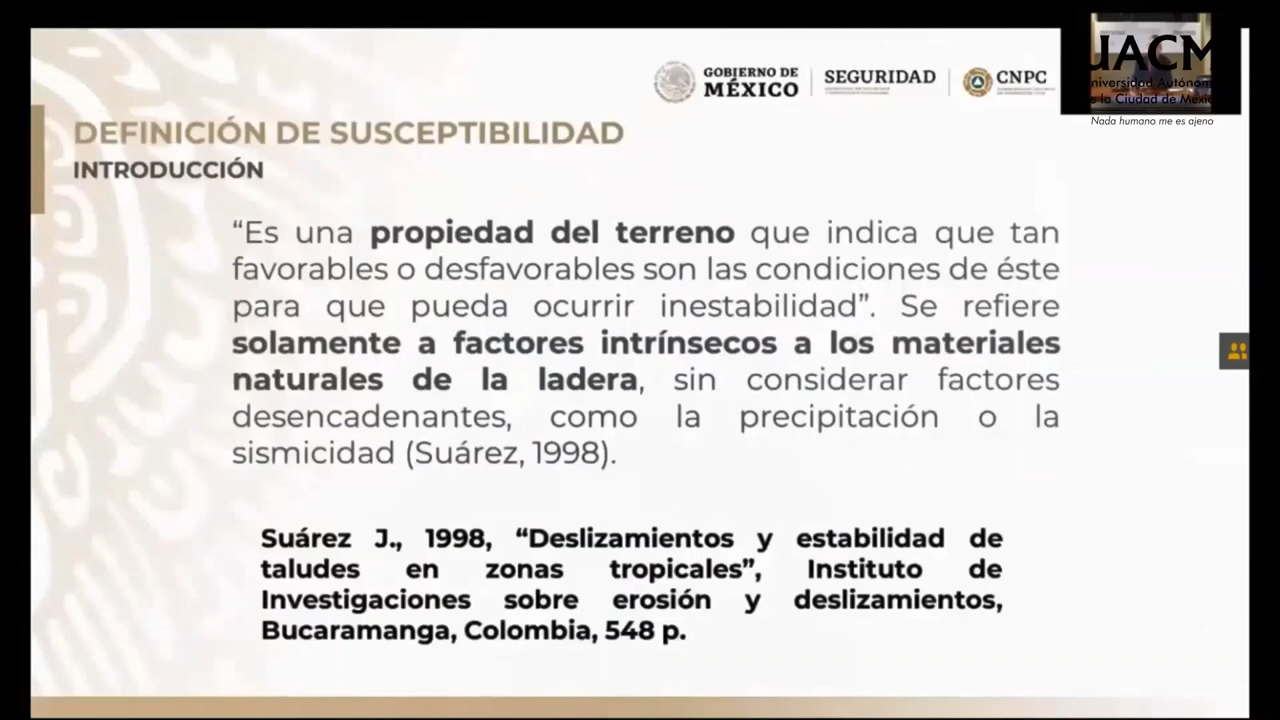 GOBIERNO DE
MÉXICO
SEGURIDAD
CNPC
UACM
Universidad Autónoma
de la Ciudad de México
Nada humano me es ajeno
DEFINICIÓN DE SUSCEPTIBILIDAD
INTRODUCCIÓN
“Es una propiedad del terreno que indica que tan
favorables o desfavorables son las condiciones de éste
para que pueda ocurrir inestabilidad”. Se refiere
solamente a factores intrínsecos a los materiales
naturales de la ladera, sin considerar factores
desencadenantes, como la precipitación o la
sismicidad (Suárez, 1998).
Suárez J., 1998, “Deslizamientos y estabilidad de
taludes en zonas tropicales”, Instituto de
Investigaciones sobre erosión y deslizamientos,
Bucaramanga, Colombia, 548 p.